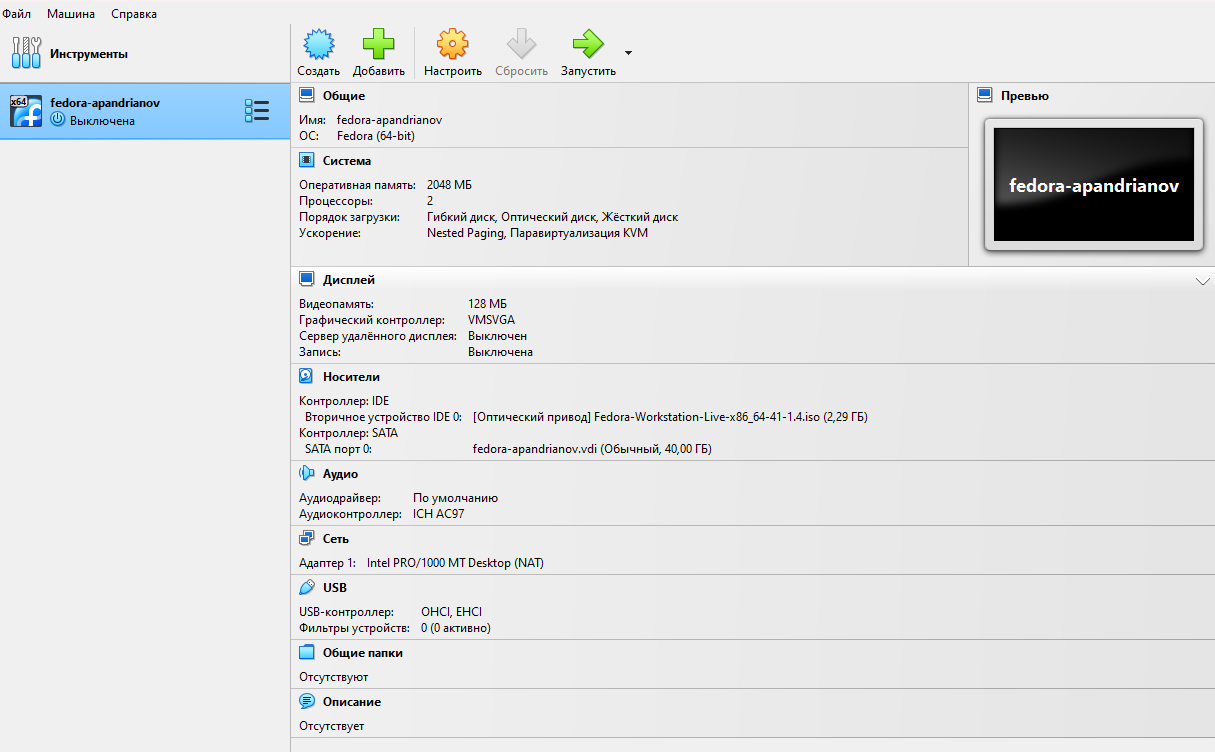 Файл Машина Справка
Инструменты
Создать Добавить Настроить Сбросить Запустить
x64
fedora-apandrianov
Выключена
Общие
Имя: fedora-apandrianov
ОС: Fedora (64-bit)
Превью
fedora-apandrianov
Система
Оперативная память: 2048 МБ
Процессоры: 2
Порядок загрузки: Гибкий диск, Оптический диск, Жёсткий диск
Ускорение: Nested Paging, Паравиртуализация KVM
Дисплей
Видеопамять: 128 МБ
Графический контроллер: VMSVGA
Сервер удалённого дисплея: Выключен
Запись: Выключена
Носители
Контроллер: IDE
Вторичное устройство IDE 0: [Оптический привод] Fedora-Workstation-Live-x86_64-41-1.4.iso (2,29 ГБ)
Контроллер: SATA
SATA порт 0: fedora-apandrianov.vdi (Обычный, 40,00 ГБ)
Аудио
Аудиодрайвер: По умолчанию
Аудиоконтроллер: ICH AC97
Сеть
Адаптер 1: Intel PRO/1000 MT Desktop (NAT)
USB
USB-контроллер: OHCI, EHCI
Фильтры устройств: 0 (0 активно)
Общие папки
Отсутствуют
Описание
Отсутствует